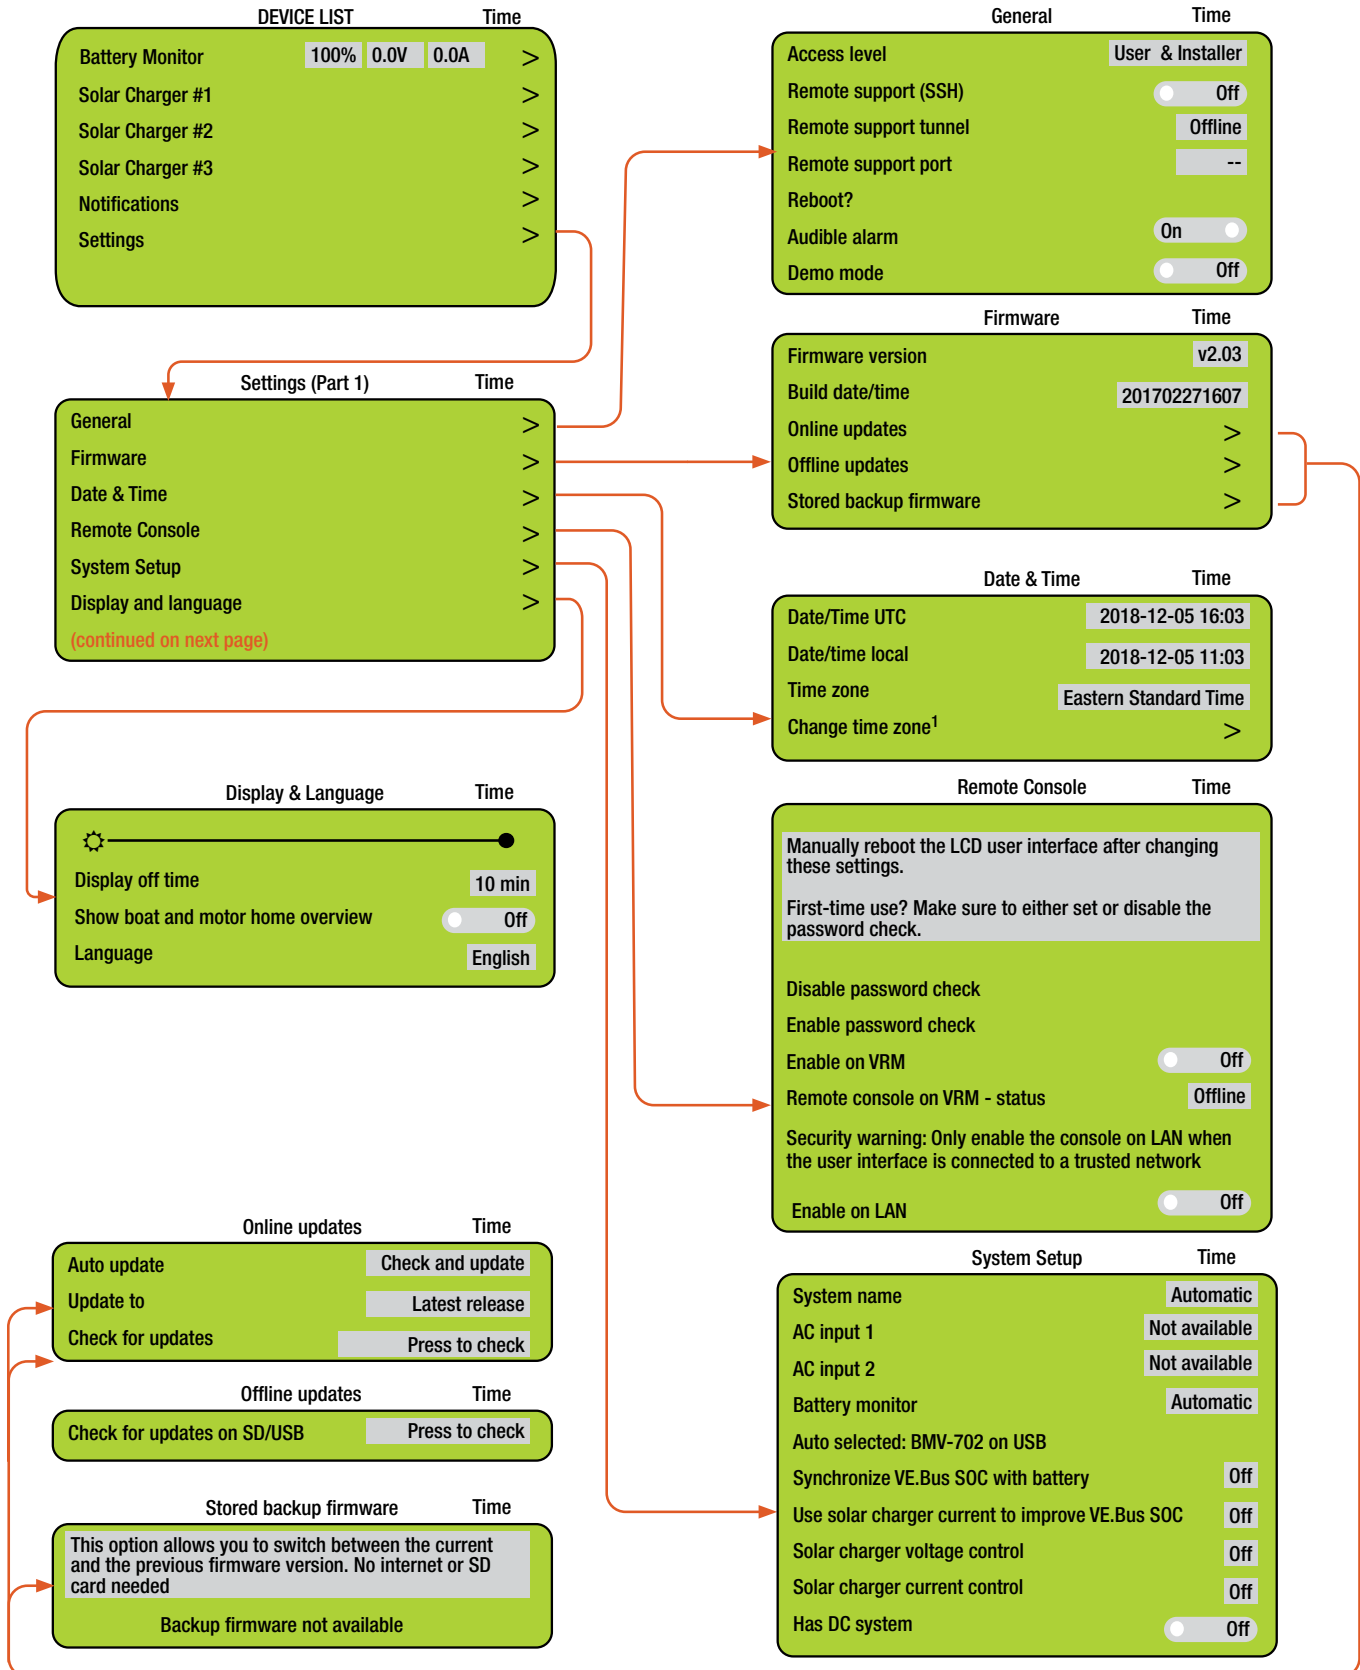 DEVICE LIST Time
Battery Monitor 100% 0.0V 0.0A >
Solar Charger #1 >
Solar Charger #2 >
Solar Charger #3 >
Notifications >
Settings >
Settings (Part 1) Time
General >
Firmware >
Date & Time >
Remote Console >
System Setup >
Display and language >
(continued on next page)
Display & Language Time
Display off time 10 min
Show boat and motor home overview Off
Language English
Online updates Time
Auto update Check and update
Update to Latest release
Check for updates Press to check
Offline updates Time
Check for updates on SD/USB Press to check
Stored backup firmware Time
This option allows you to switch between the current
and the previous firmware version. No internet or SD
card needed
Backup firmware not available
General Time
Access level User & Installer
Remote support (SSH) Off
Remote support tunnel Offline
Remote support port --
Reboot?
Audible alarm On
Demo mode Off
Firmware Time
Firmware version v2.03
Build date/time 201702271607
Online updates >
Offline updates >
Stored backup firmware >
Date & Time Time
Date/Time UTC 2018-12-05 16:03
Date/time local 2018-12-05 11:03
Time zone Eastern Standard Time
Change time zone1 >
Remote Console Time
Manually reboot the LCD user interface after changing
these settings.
First-time use? Make sure to either set or disable the
password check.
Disable password check
Enable password check
Enable on VRM Off
Remote console on VRM - status Offline
Security warning: Only enable the console on LAN when
the user interface is connected to a trusted network
Enable on LAN Off
System Setup Time
System name Automatic
AC input 1 Not available
AC input 2 Not available
Battery monitor Automatic
Auto selected: BMV-702 on USB
Synchronize VE.Bus SOC with battery Off
Use solar charger current to improve VE.Bus SOC Off
Solar charger voltage control Off
Solar charger current control Off
Has DC system Off